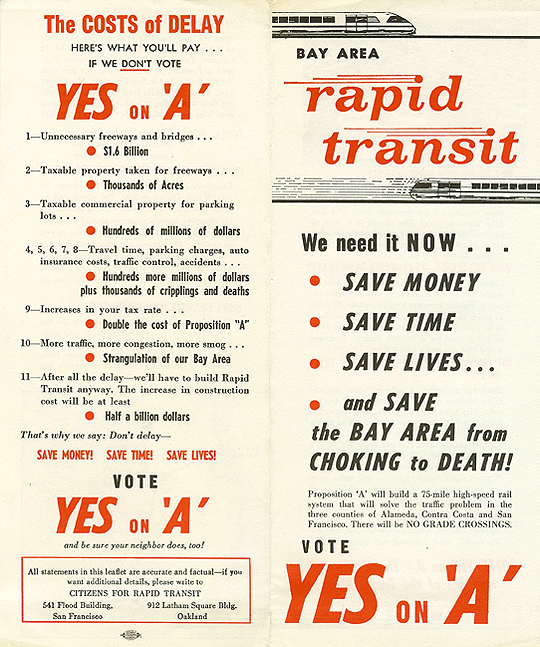 The COSTS of DELAY
HERE'S WHAT YOU'LL PAY . . .
IF WE DON'T VOTE
YES ON 'A'
1—Unnecessary freeways and bridges . . .
● $1.6 Billion
2—Taxable property taken for freeways . . .
● Thousands of Acres
3—Taxable commercial property for parking
lots . . .
● Hundreds of millions of dollars
4, 5, 6, 7, 8—Travel time, parking charges, auto
insurance costs, traffic control, accidents . . .
● Hundreds more millions of dollars
plus thousands of cripplings and deaths
9—Increases in your tax rate . . .
● Double the cost of Proposition "A"
10—More traffic, more congestion, more smog . . .
● Strangulation of our Bay Area
11—After all the delay—we'll have to build Rapid
Transit anyway. The increase in construction
cost will be at least
● Half a billion dollars
That's why we say: Don't delay—
SAVE MONEY! SAVE TIME! SAVE LIVES!
VOTE
YES ON 'A'
and be sure your neighbor does, too!
All statements in this leaflet are accurate and factual—if you
want additional details, please write to
CITIZENS FOR RAPID TRANSIT
541 Flood Building, 912 Latham Square Bldg.
San Francisco Oakland
BAY AREA
rapid
transit
We need it NOW . . .
● SAVE MONEY
● SAVE TIME
● SAVE LIVES...
● and SAVE
the BAY AREA from
CHOKING to DEATH!
Proposition 'A' will build a 75-mile high-speed rail
system that will solve the traffic problem in the
three counties of Alameda, Contra Costa and San
Francisco. There will be NO GRADE CROSSINGS.
VOTE
YES ON 'A'